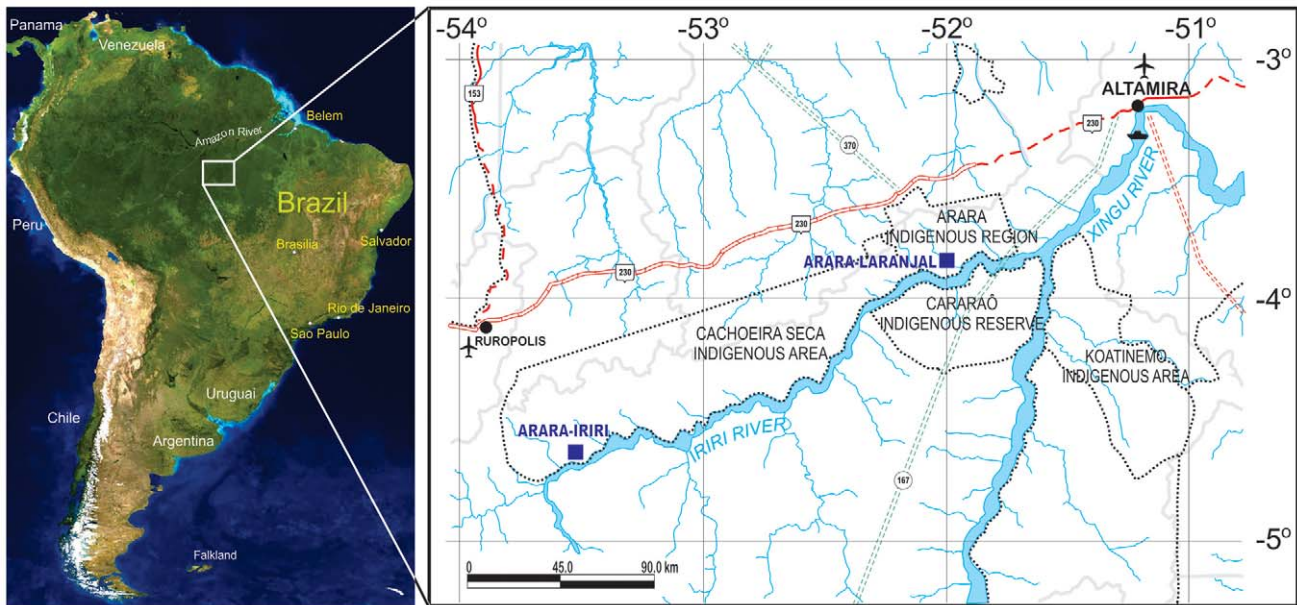 Panama
Venezuela
Belem
Amazon River
Brazil
Peru
Brasilia
Salvador
Rio de Janeiro
Sao Paulo
Uruguai
Chile
Argentina
Falkland
-54°
-53°
-52°
-51°
-3°
153
ALTAMIRA
230
370
XINGU RIVER
230
ARARA
INDIGENOUS REGION
ARARA-LARANJAL
230
-4°
CARARAÔ
INDIGENOUS RESERVE
CACHOEIRA SECA
INDIGENOUS AREA
RUROPOLIS
KOATINEMO
INDIGENOUS AREA
ARARA-IRIRI
IRIRI RIVER
167
-5°
0
45.0
90.0 km